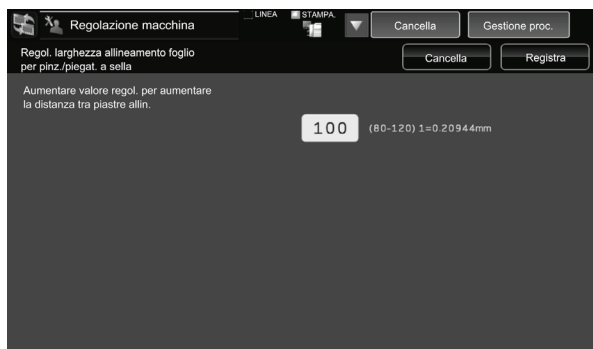 Regolazione macchina
LINEA
STAMPA.
Cancella
Gestione proc.
Regol. larghezza allineamento foglio
per pinz./piegat. a sella
Cancella
Registra
Aumentare valore regol. per aumentare
la distanza tra piastre allin.
100 (80-120) 1=0.20944mm